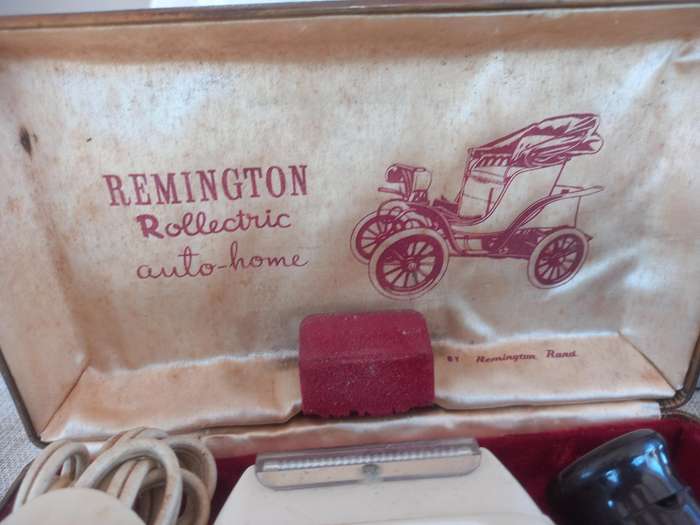 REMINGTON
Rollectric
auto-home
BY Remington Rand